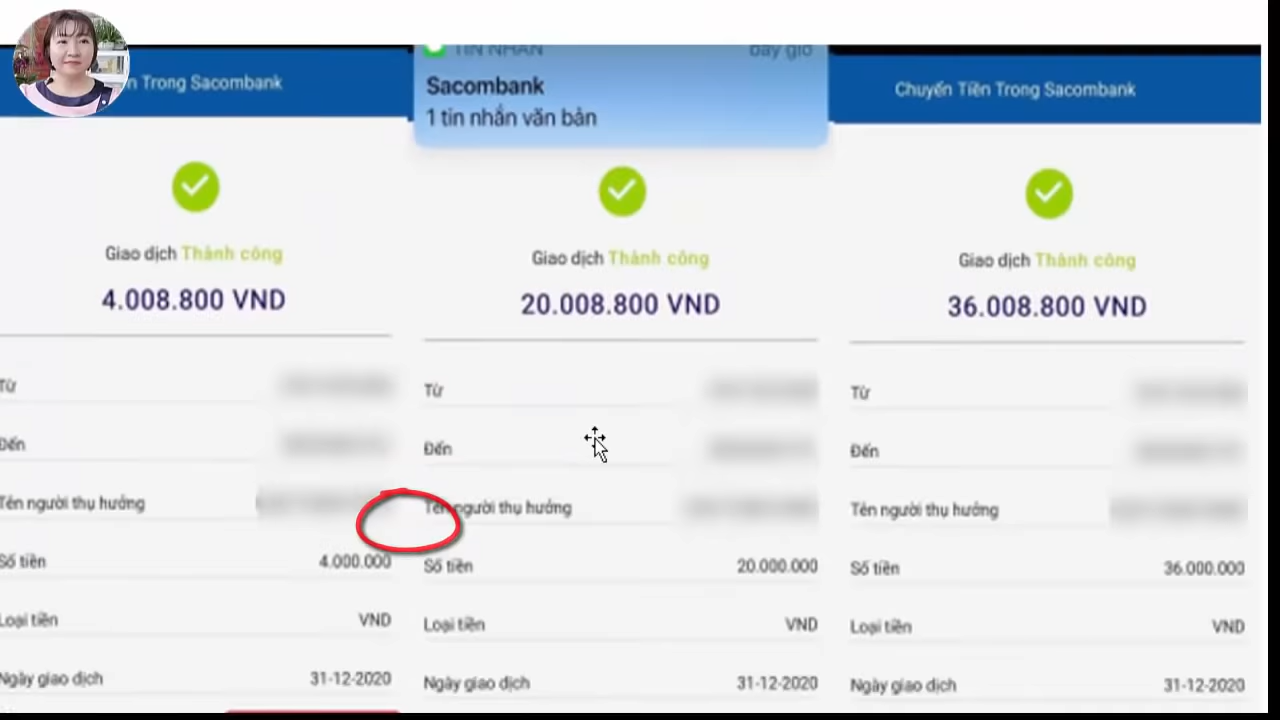 n Trong Sacombank
Giao dịch Thành công
4.008.800 VND
Từ
Đến
Tên người thụ hưởng
Số tiền 4.000.000
Loại tiền VND
Ngày giao dịch 31-12-2020
TIN NHẮN bây giờ
Sacombank
1 tin nhắn văn bản
Giao dịch Thành công
20.008.800 VND
Từ
Đến
Tên người thụ hưởng
Số tiền 20.000.000
Loại tiền VND
Ngày giao dịch 31-12-2020
Chuyển Tiền Trong Sacombank
Giao dịch Thành công
36.008.800 VND
Từ
Đến
Tên người thụ hưởng
Số tiền 36.000.000
Loại tiền VND
Ngày giao dịch 31-12-2020